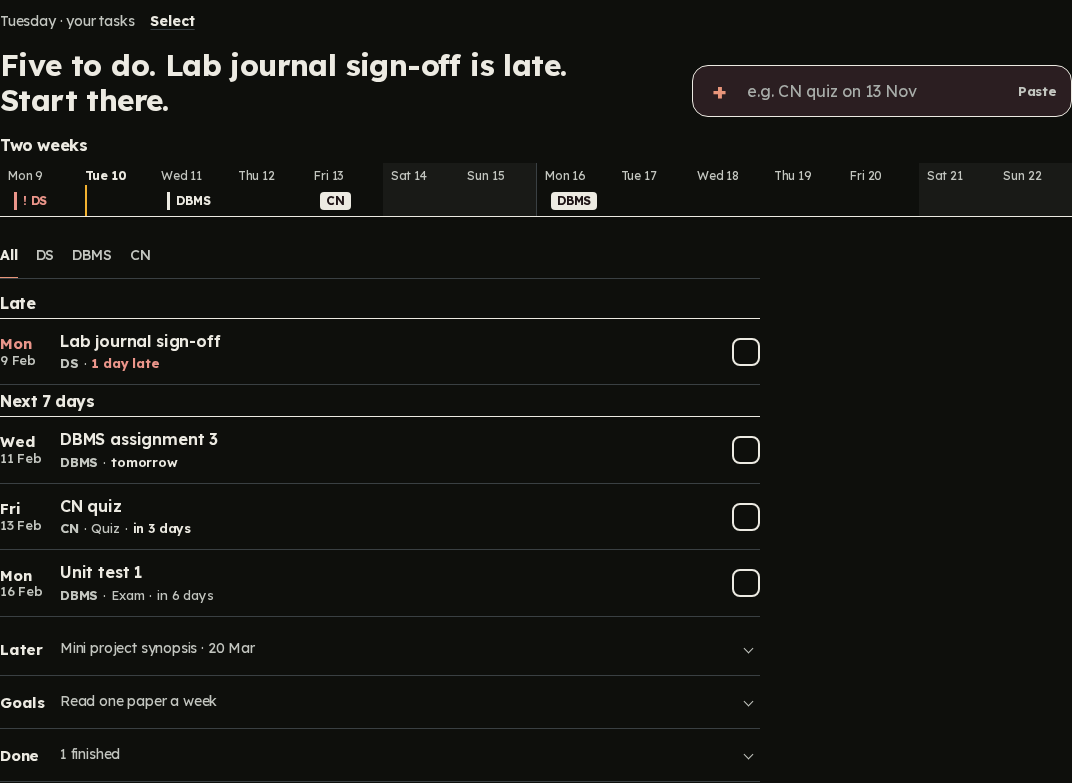 Tuesday · your tasks Select
Five to do. Lab journal sign-off is late.
Start there.
+ e.g. CN quiz on 13 Nov Paste
Two weeks
Mon 9 Tue 10 Wed 11 Thu 12 Fri 13 Sat 14 Sun 15 Mon 16 Tue 17 Wed 18 Thu 19 Fri 20 Sat 21 Sun 22
! DS DBMS CN DBMS
All DS DBMS CN
Late
Mon Lab journal sign-off
9 Feb DS · 1 day late
Next 7 days
Wed DBMS assignment 3
11 Feb DBMS · tomorrow
Fri CN quiz
13 Feb CN · Quiz · in 3 days
Mon Unit test 1
16 Feb DBMS · Exam · in 6 days
Later Mini project synopsis · 20 Mar
Goals Read one paper a week
Done 1 finished